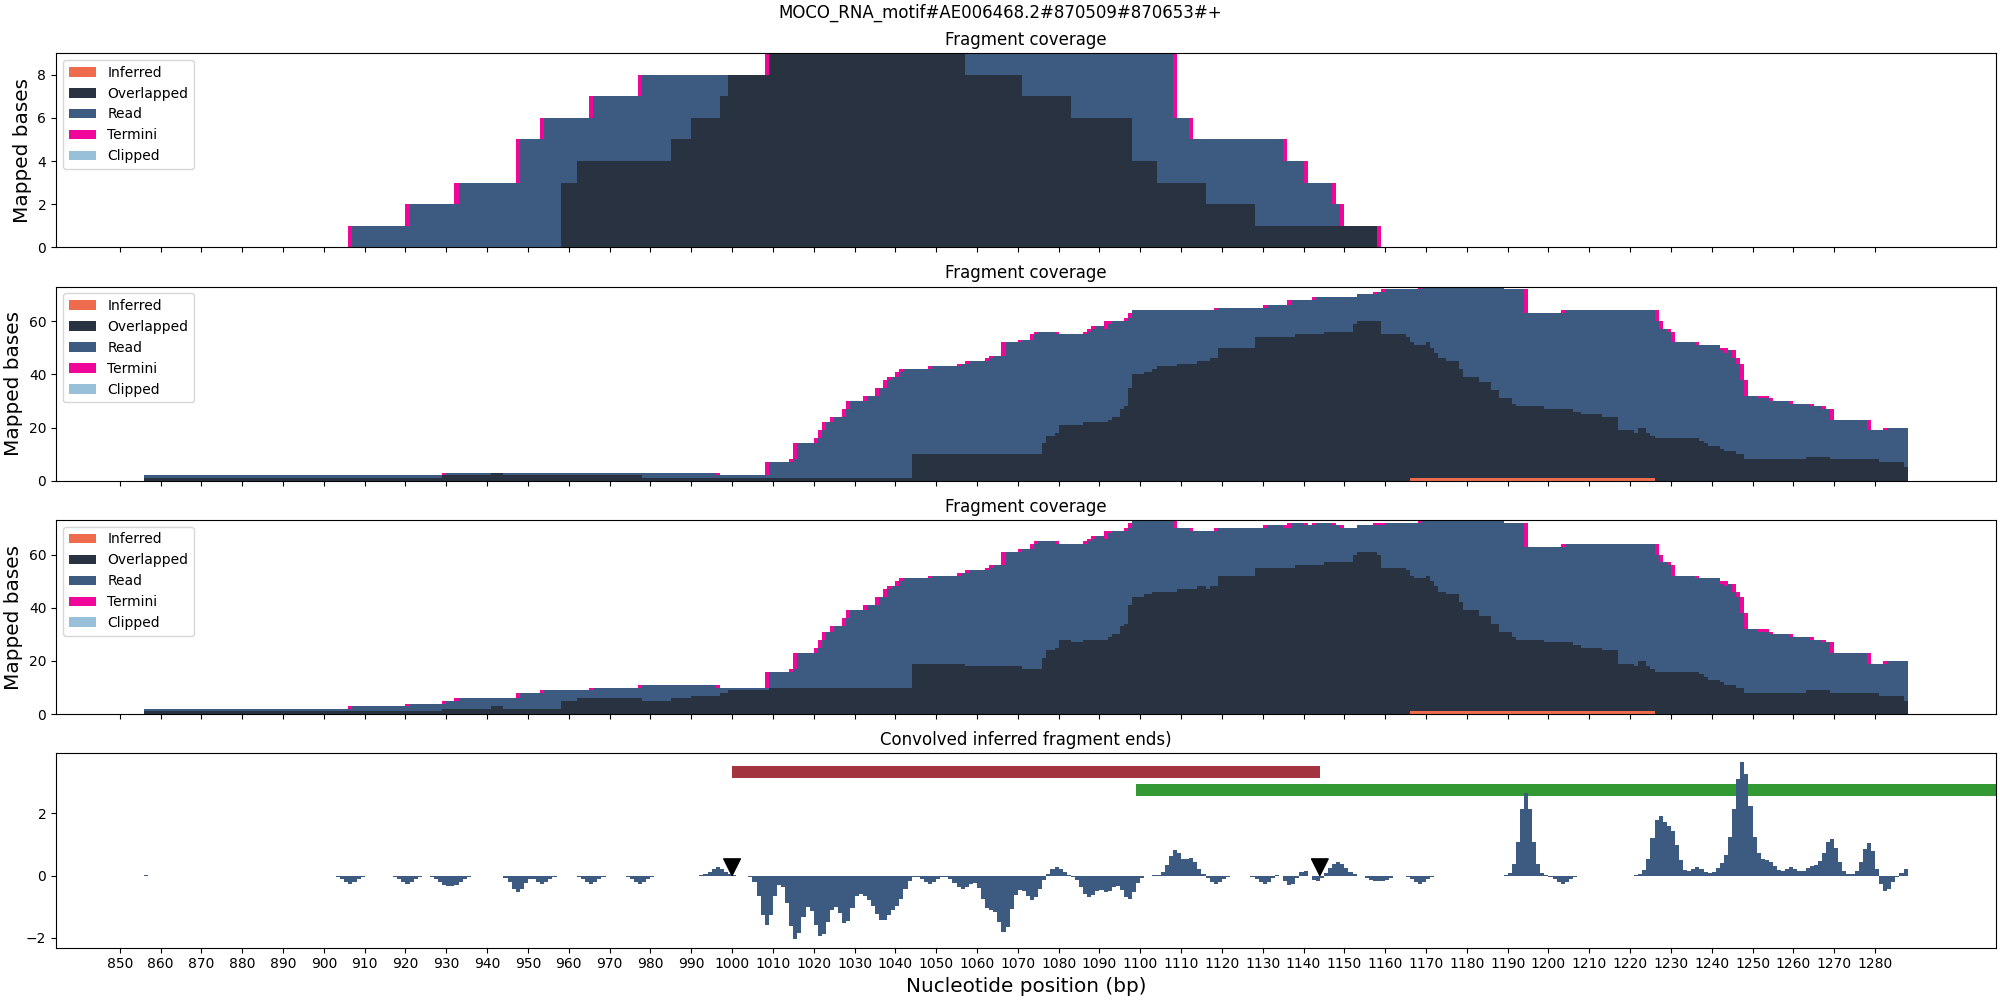 MOCO_RNA_motif#AE006468.2#870509#870653#+
Fragment coverage
Mapped bases
8
6
4
2
0
Inferred
Overlapped
Read
Termini
Clipped
Fragment coverage
Mapped bases
60
40
20
0
Inferred
Overlapped
Read
Termini
Clipped
Fragment coverage
Mapped bases
60
40
20
0
Inferred
Overlapped
Read
Termini
Clipped
Convolved inferred fragment ends)
2
0
−2
850 860 870 880 890 900 910 920 930 940 950 960 970 980 990 1000 1010 1020 1030 1040 1050 1060 1070 1080 1090 1100 1110 1120 1130 1140 1150 1160 1170 1180 1190 1200 1210 1220 1230 1240 1250 1260 1270 1280
Nucleotide position (bp)